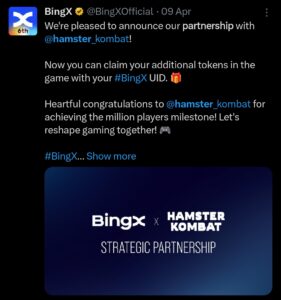 6th
BingX @BingXOfficial · 09 Apr
We're pleased to announce our partnership with
@hamster_kombat!
Now you can claim your additional tokens in the
game with your #BingX UID. 🎁
Heartful congratulations to @hamster_kombat for
achieving the million players milestone! Let's
reshape gaming together! 🎮
#BingX... Show more
BingX X HAMSTER
KOMBAT
STRATEGIC PARTNERSHIP